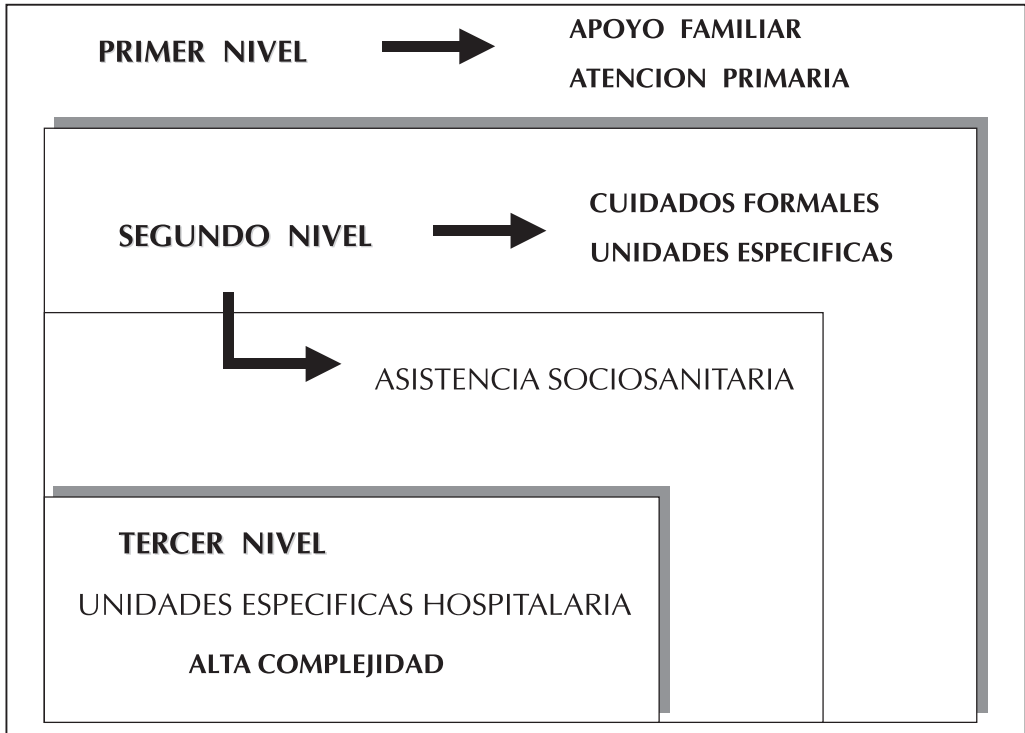 PRIMER NIVEL
APOYO FAMILIAR
ATENCION PRIMARIA
SEGUNDO NIVEL
CUIDADOS FORMALES
UNIDADES ESPECIFICAS
ASISTENCIA SOCIOSANITARIA
TERCER NIVEL
UNIDADES ESPECIFICAS HOSPITALARIA
ALTA COMPLEJIDAD